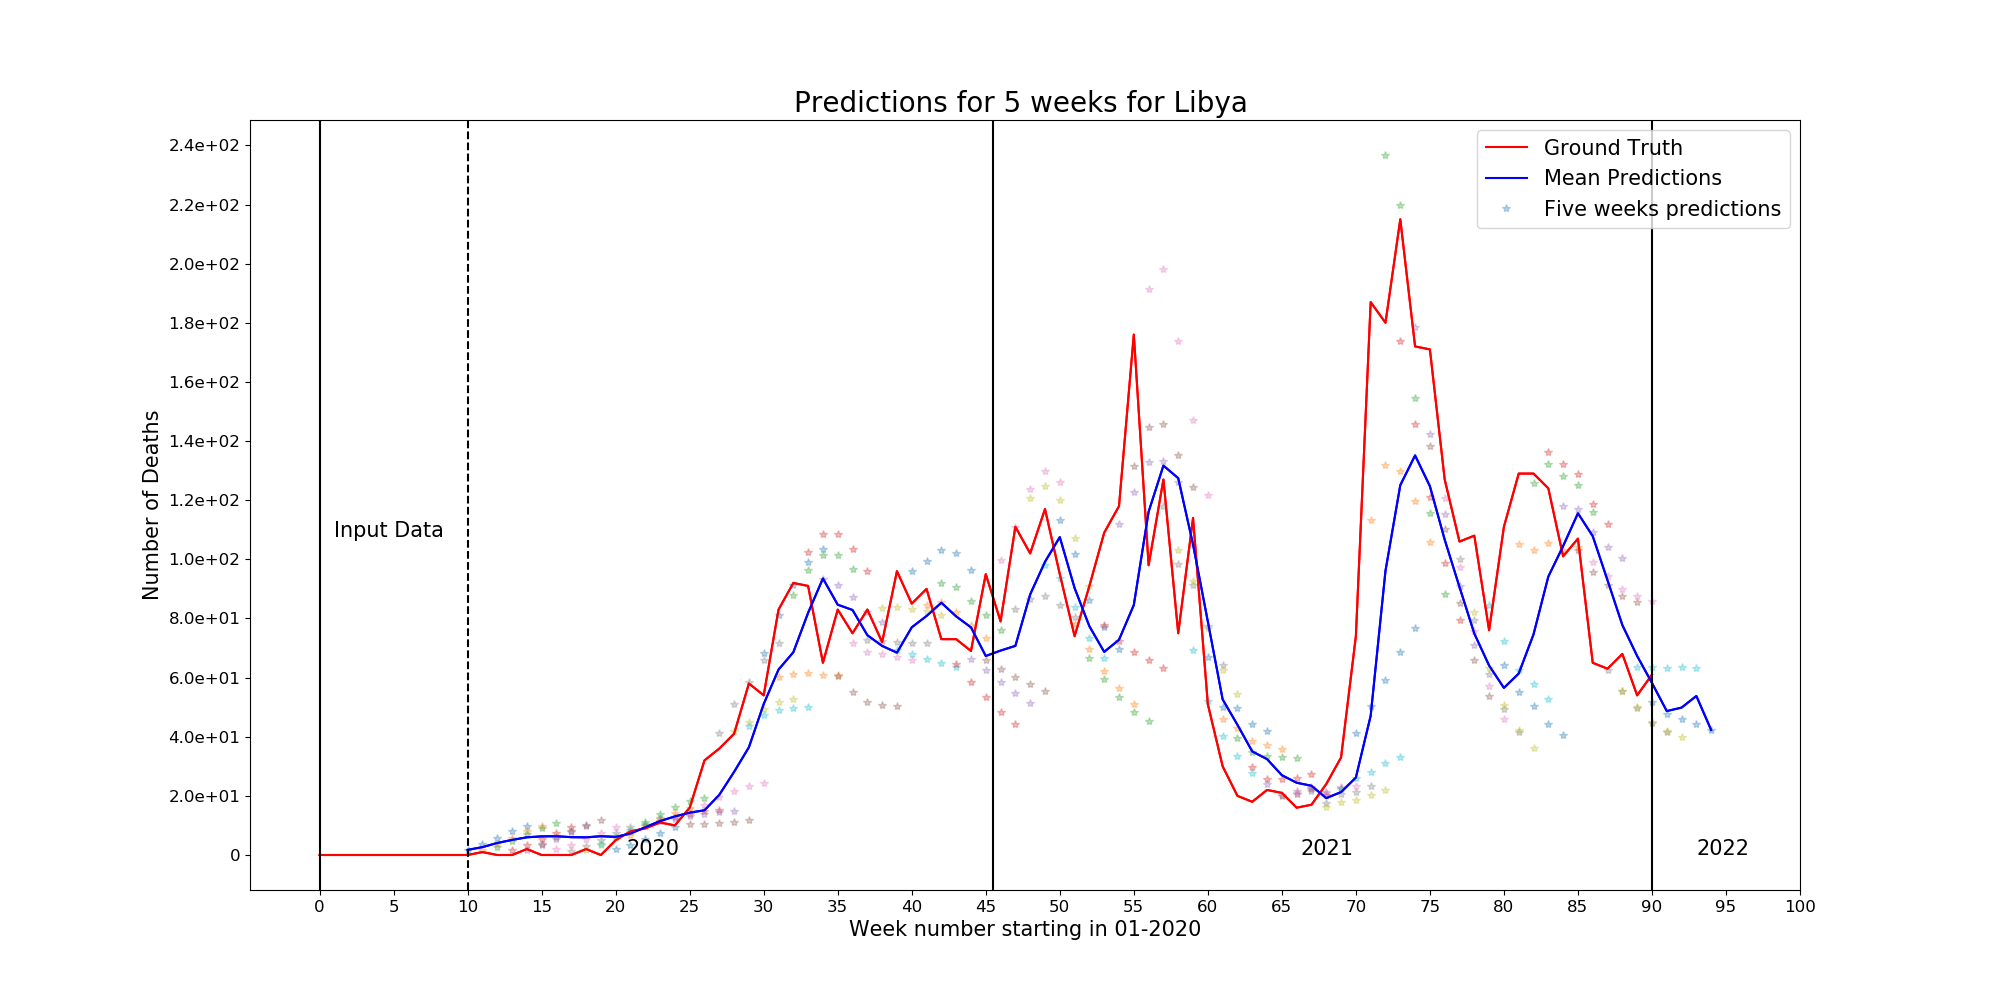 Predictions for 5 weeks for Libya
Ground Truth
Mean Predictions
Five weeks predictions
2.4e+02
2.2e+02
2.0e+02
1.8e+02
1.6e+02
1.4e+02
1.2e+02
1.0e+02
8.0e+01
6.0e+01
4.0e+01
2.0e+01
0
Number of Deaths
Input Data
2020 2021 2022
0 5 10 15 20 25 30 35 40 45 50 55 60 65 70 75 80 85 90 95 100
Week number starting in 01-2020